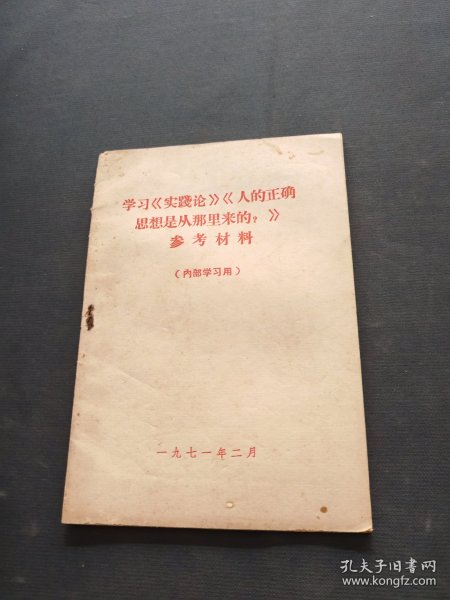 学习《实践论》《人的正确
思想是从那里来的？》
参考材料
（内部学习用）
一九七一年二月
孔夫子旧书网
www.kongfz.com